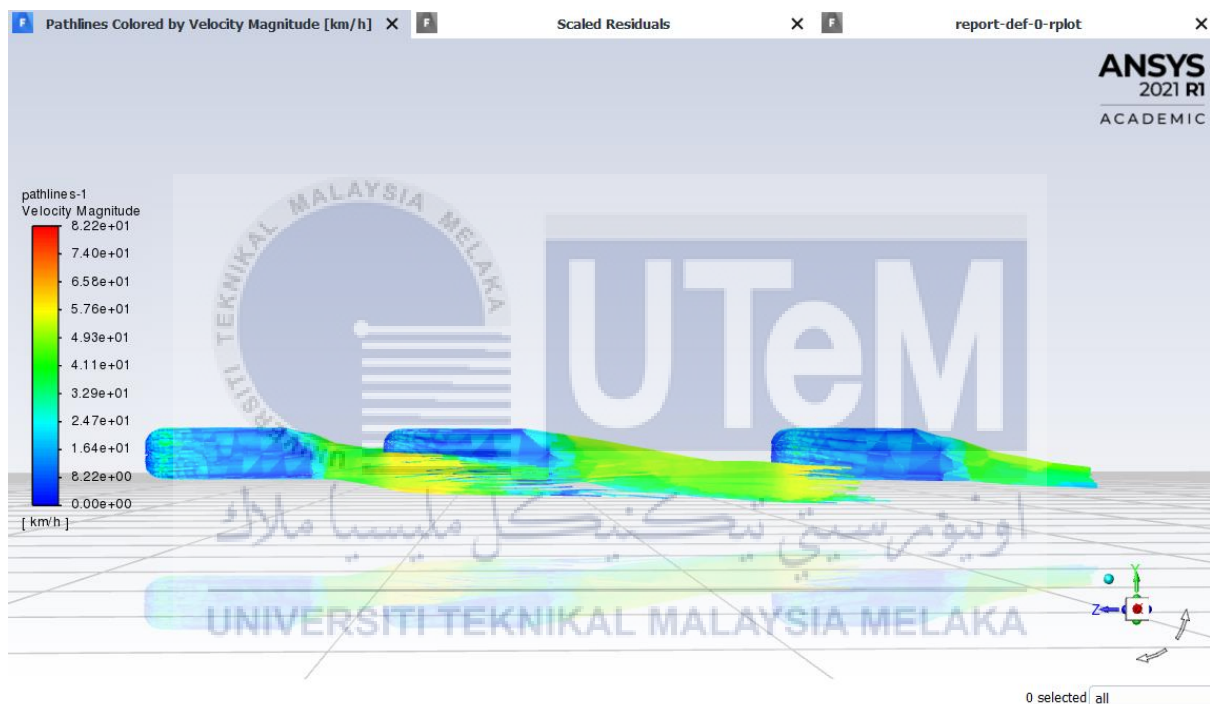 Pathlines Colored by Velocity Magnitude [km/h]
Scaled Residuals
report-def-0-rplot
ANSYS
2021 R1
ACADEMIC
pathlines-1
Velocity Magnitude
8.22e+01
7.40e+01
6.58e+01
5.76e+01
4.93e+01
4.11e+01
3.29e+01
2.47e+01
1.64e+01
8.22e+00
0.00e+00
[ km/h ]
TEKNIKAL MALAYSIA MELAKA
UTeM
اونيۏرسيتي تيكنيكل مليسيا ملاك
UNIVERSITI TEKNIKAL MALAYSIA MELAKA
Y
Z
0 selected all